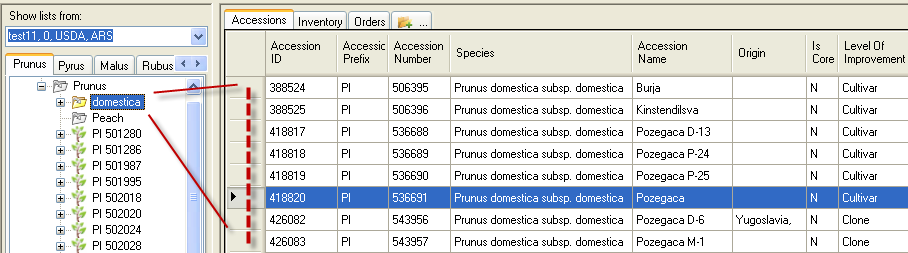 Show lists from:
test11, 0, USDA, ARS
Prunus Pyrus Malus Rubus
Prunus
domestica
Peach
PI 501280
PI 501286
PI 501987
PI 501995
PI 502018
PI 502020
PI 502024
PI 502028
Accessions Inventory Orders ...
Accession ID Accessic Prefix Accession Number Species Accession Name Origin Is Core Level Of Improvement
388524 PI 506395 Prunus domestica subsp. domestica Burja N Cultivar
388525 PI 506396 Prunus domestica subsp. domestica Kinstendilsva N Cultivar
418817 PI 536688 Prunus domestica subsp. domestica Pozegaca D-13 N Cultivar
418818 PI 536689 Prunus domestica subsp. domestica Pozegaca P-24 N Cultivar
418819 PI 536690 Prunus domestica subsp. domestica Pozegaca P-25 N Cultivar
418820 PI 536691 Prunus domestica subsp. domestica Pozegaca N Cultivar
426082 PI 543956 Prunus domestica subsp. domestica Pozegaca D-6 Yugoslavia, N Clone
426083 PI 543957 Prunus domestica subsp. domestica Pozegaca M-1 N Clone